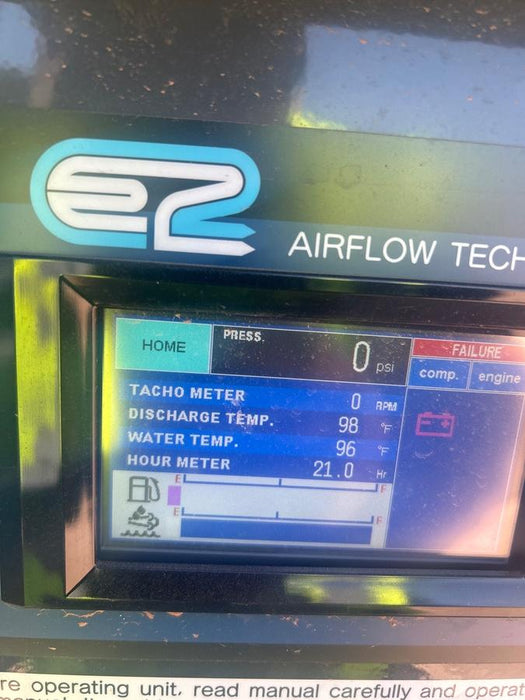 E2
AIRFLOW TECH
HOME
PRESS.
0 psi
FAILURE
comp. engine
TACHO METER 0 RPM
DISCHARGE TEMP. 98 °F
WATER TEMP. 96 °F
HOUR METER 21.0 Hr
E F
E F
re operating unit, read manual carefully and operat